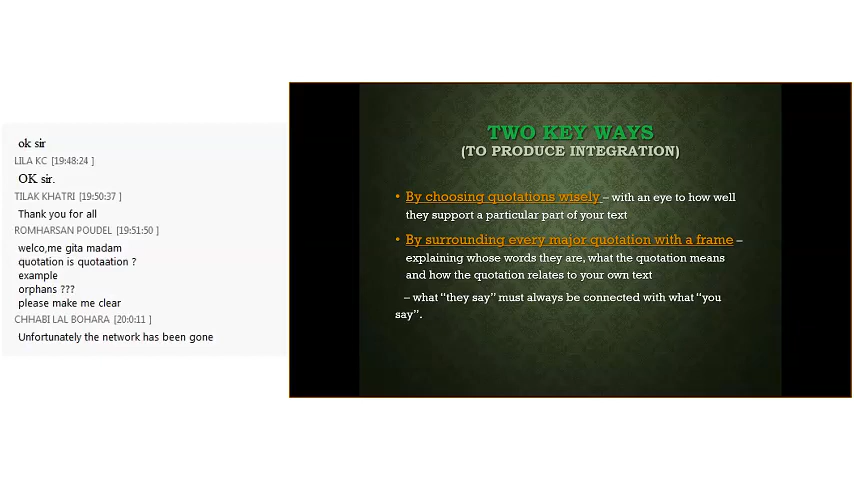 ok sir
LILA KC [19:48:24 ]
OK sir.
TILAK KHATRI [19:50:37 ]
Thank you for all
ROMHARSAN POUDEL [19:51:50 ]
welco,me gita madam
quotation is quotaation ?
example
orphans ???
please make me clear
CHHABI LAL BOHARA [20:0:11 ]
Unfortunately the network has been gone
TWO KEY WAYS
(TO PRODUCE INTEGRATION)
• By choosing quotations wisely – with an eye to how well
they support a particular part of your text
• By surrounding every major quotation with a frame –
explaining whose words they are, what the quotation means
and how the quotation relates to your own text
– what “they say” must always be connected with what “you
say”.